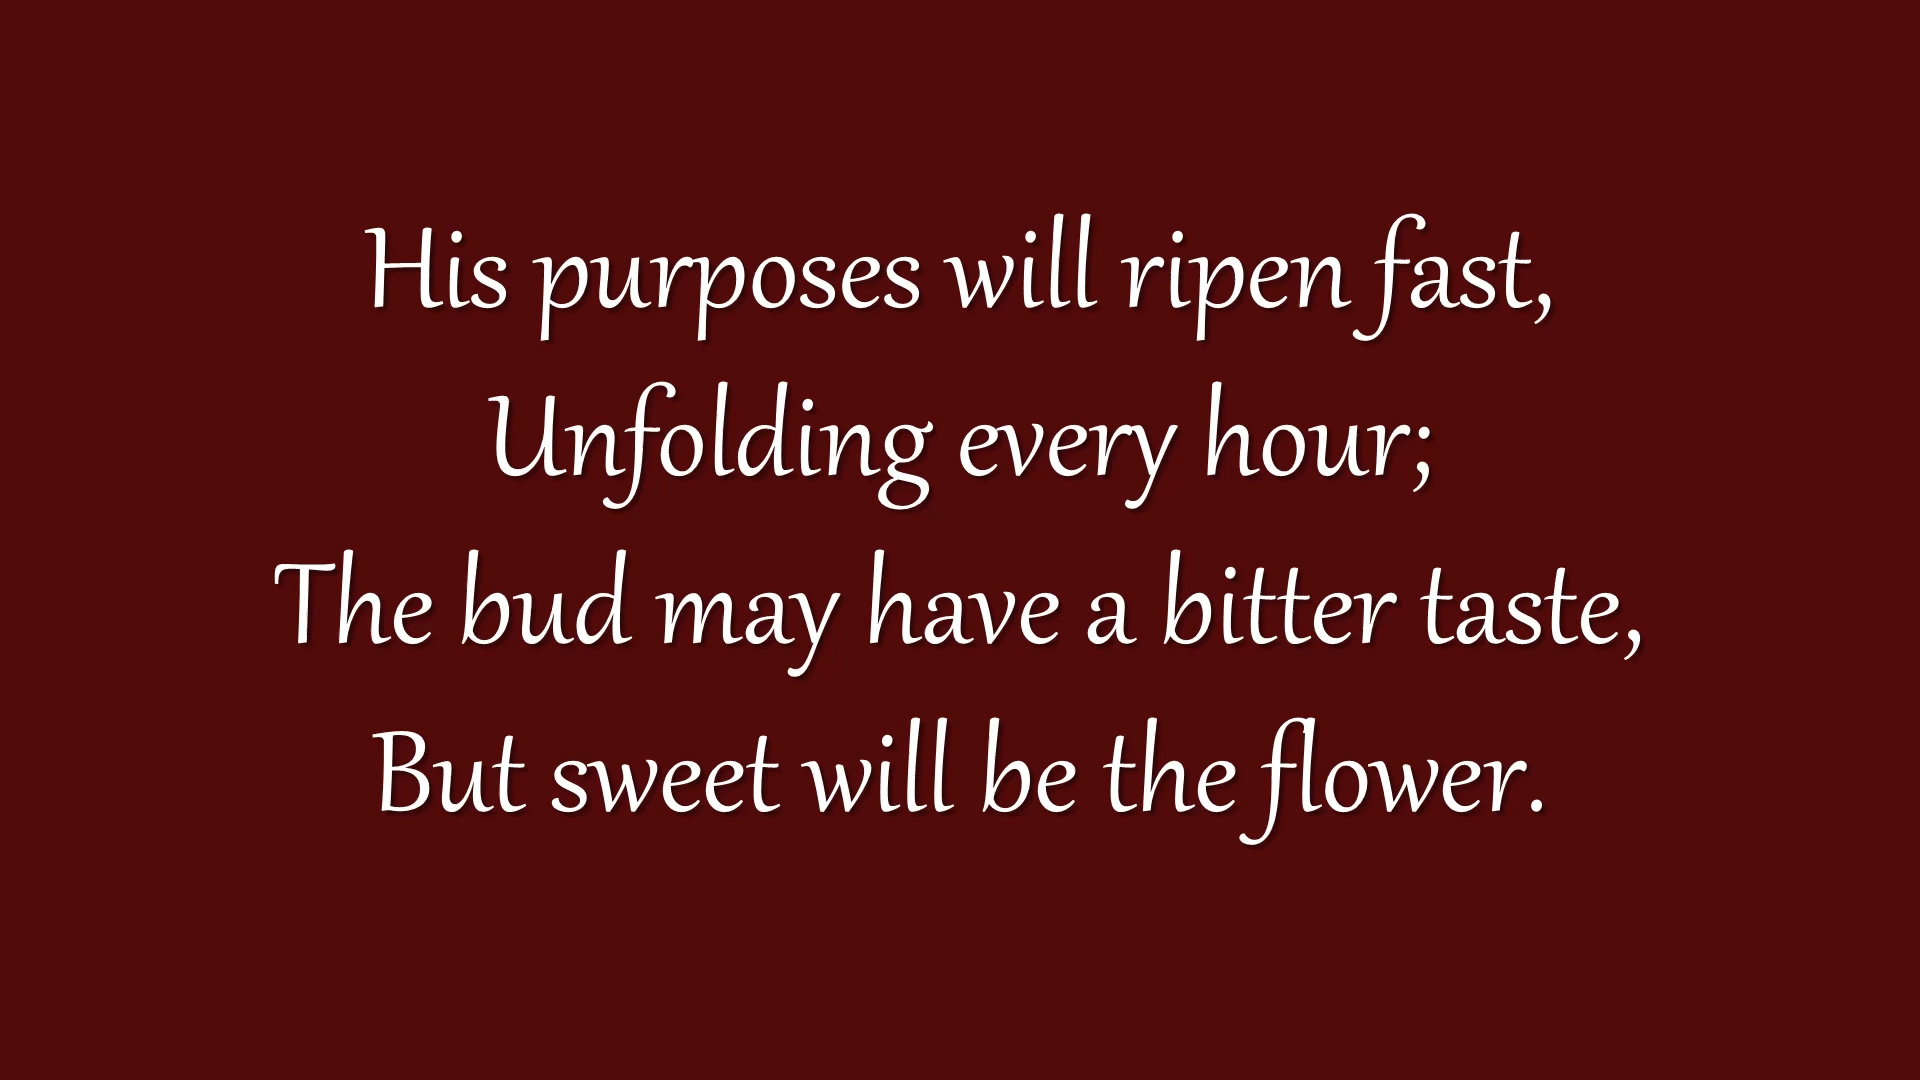 His purposes will ripen fast,
Unfolding every hour;
The bud may have a bitter taste,
But sweet will be the flower.